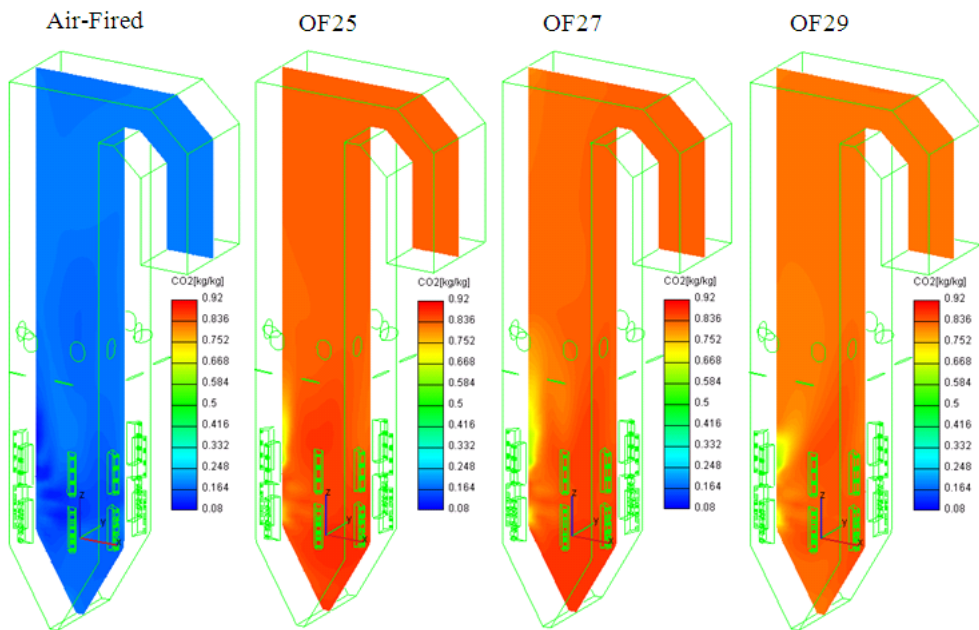 Air-Fired
OF25
OF27
OF29
CO2[kg/kg]
0.92
0.836
0.752
0.668
0.584
0.5
0.416
0.332
0.248
0.164
0.08
z
y
x
CO2[kg/kg]
0.92
0.836
0.752
0.668
0.584
0.5
0.416
0.332
0.248
0.164
0.08
z
y
x
CO2[kg/kg]
0.92
0.836
0.752
0.668
0.584
0.5
0.416
0.332
0.248
0.164
0.08
z
y
x
CO2[kg/kg]
0.92
0.836
0.752
0.668
0.584
0.5
0.416
0.332
0.248
0.164
0.08
z
y
x